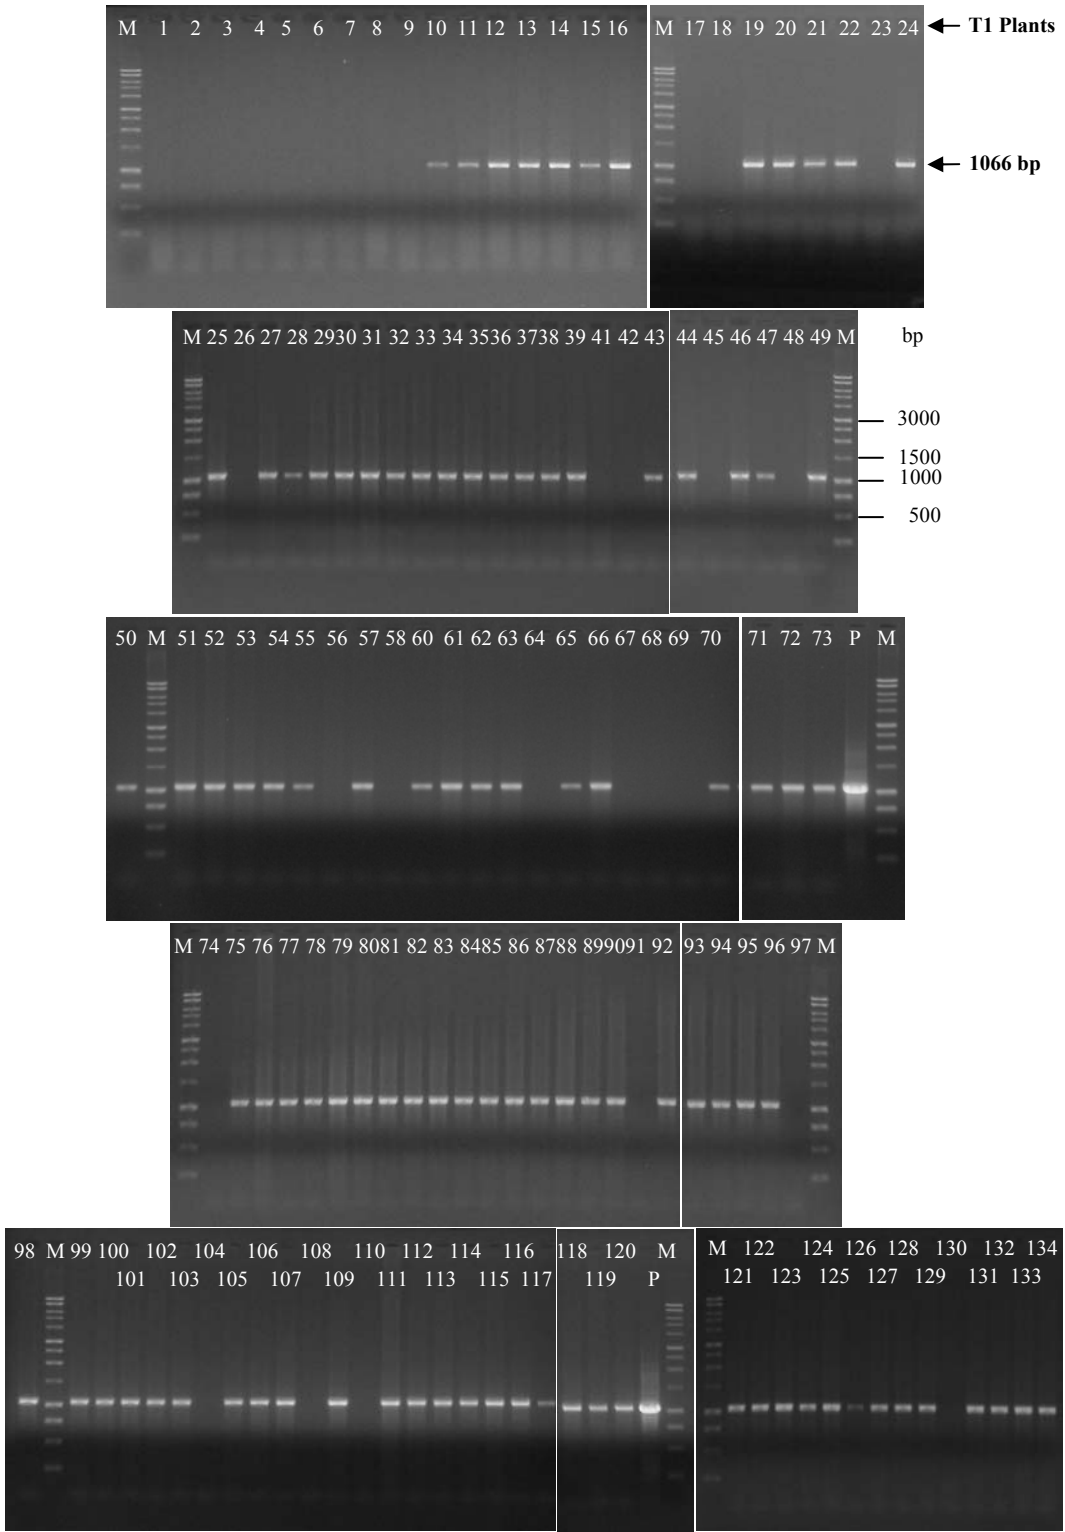 M 1 2 3 4 5 6 7 8 9 10 11 12 13 14 15 16 M 17 18 19 20 21 22 23 24 T1 Plants
1066 bp
M 25 26 27 28 2930 31 32 33 34 3536 3738 39 41 42 43 44 45 46 47 48 49 M bp
3000
1500
1000
500
50 M 51 52 53 54 55 56 57 58 60 61 62 63 64 65 66 67 68 69 70 71 72 73 P M
M 74 75 76 77 78 79 8081 82 83 8485 86 8788 899091 92 93 94 95 96 97 M
98 M 99 100 102 104 106 108 110 112 114 116 118 120 M M 122 124 126 128 130 132 134
101 103 105 107 109 111 113 115 117 119 P 121 123 125 127 129 131 133